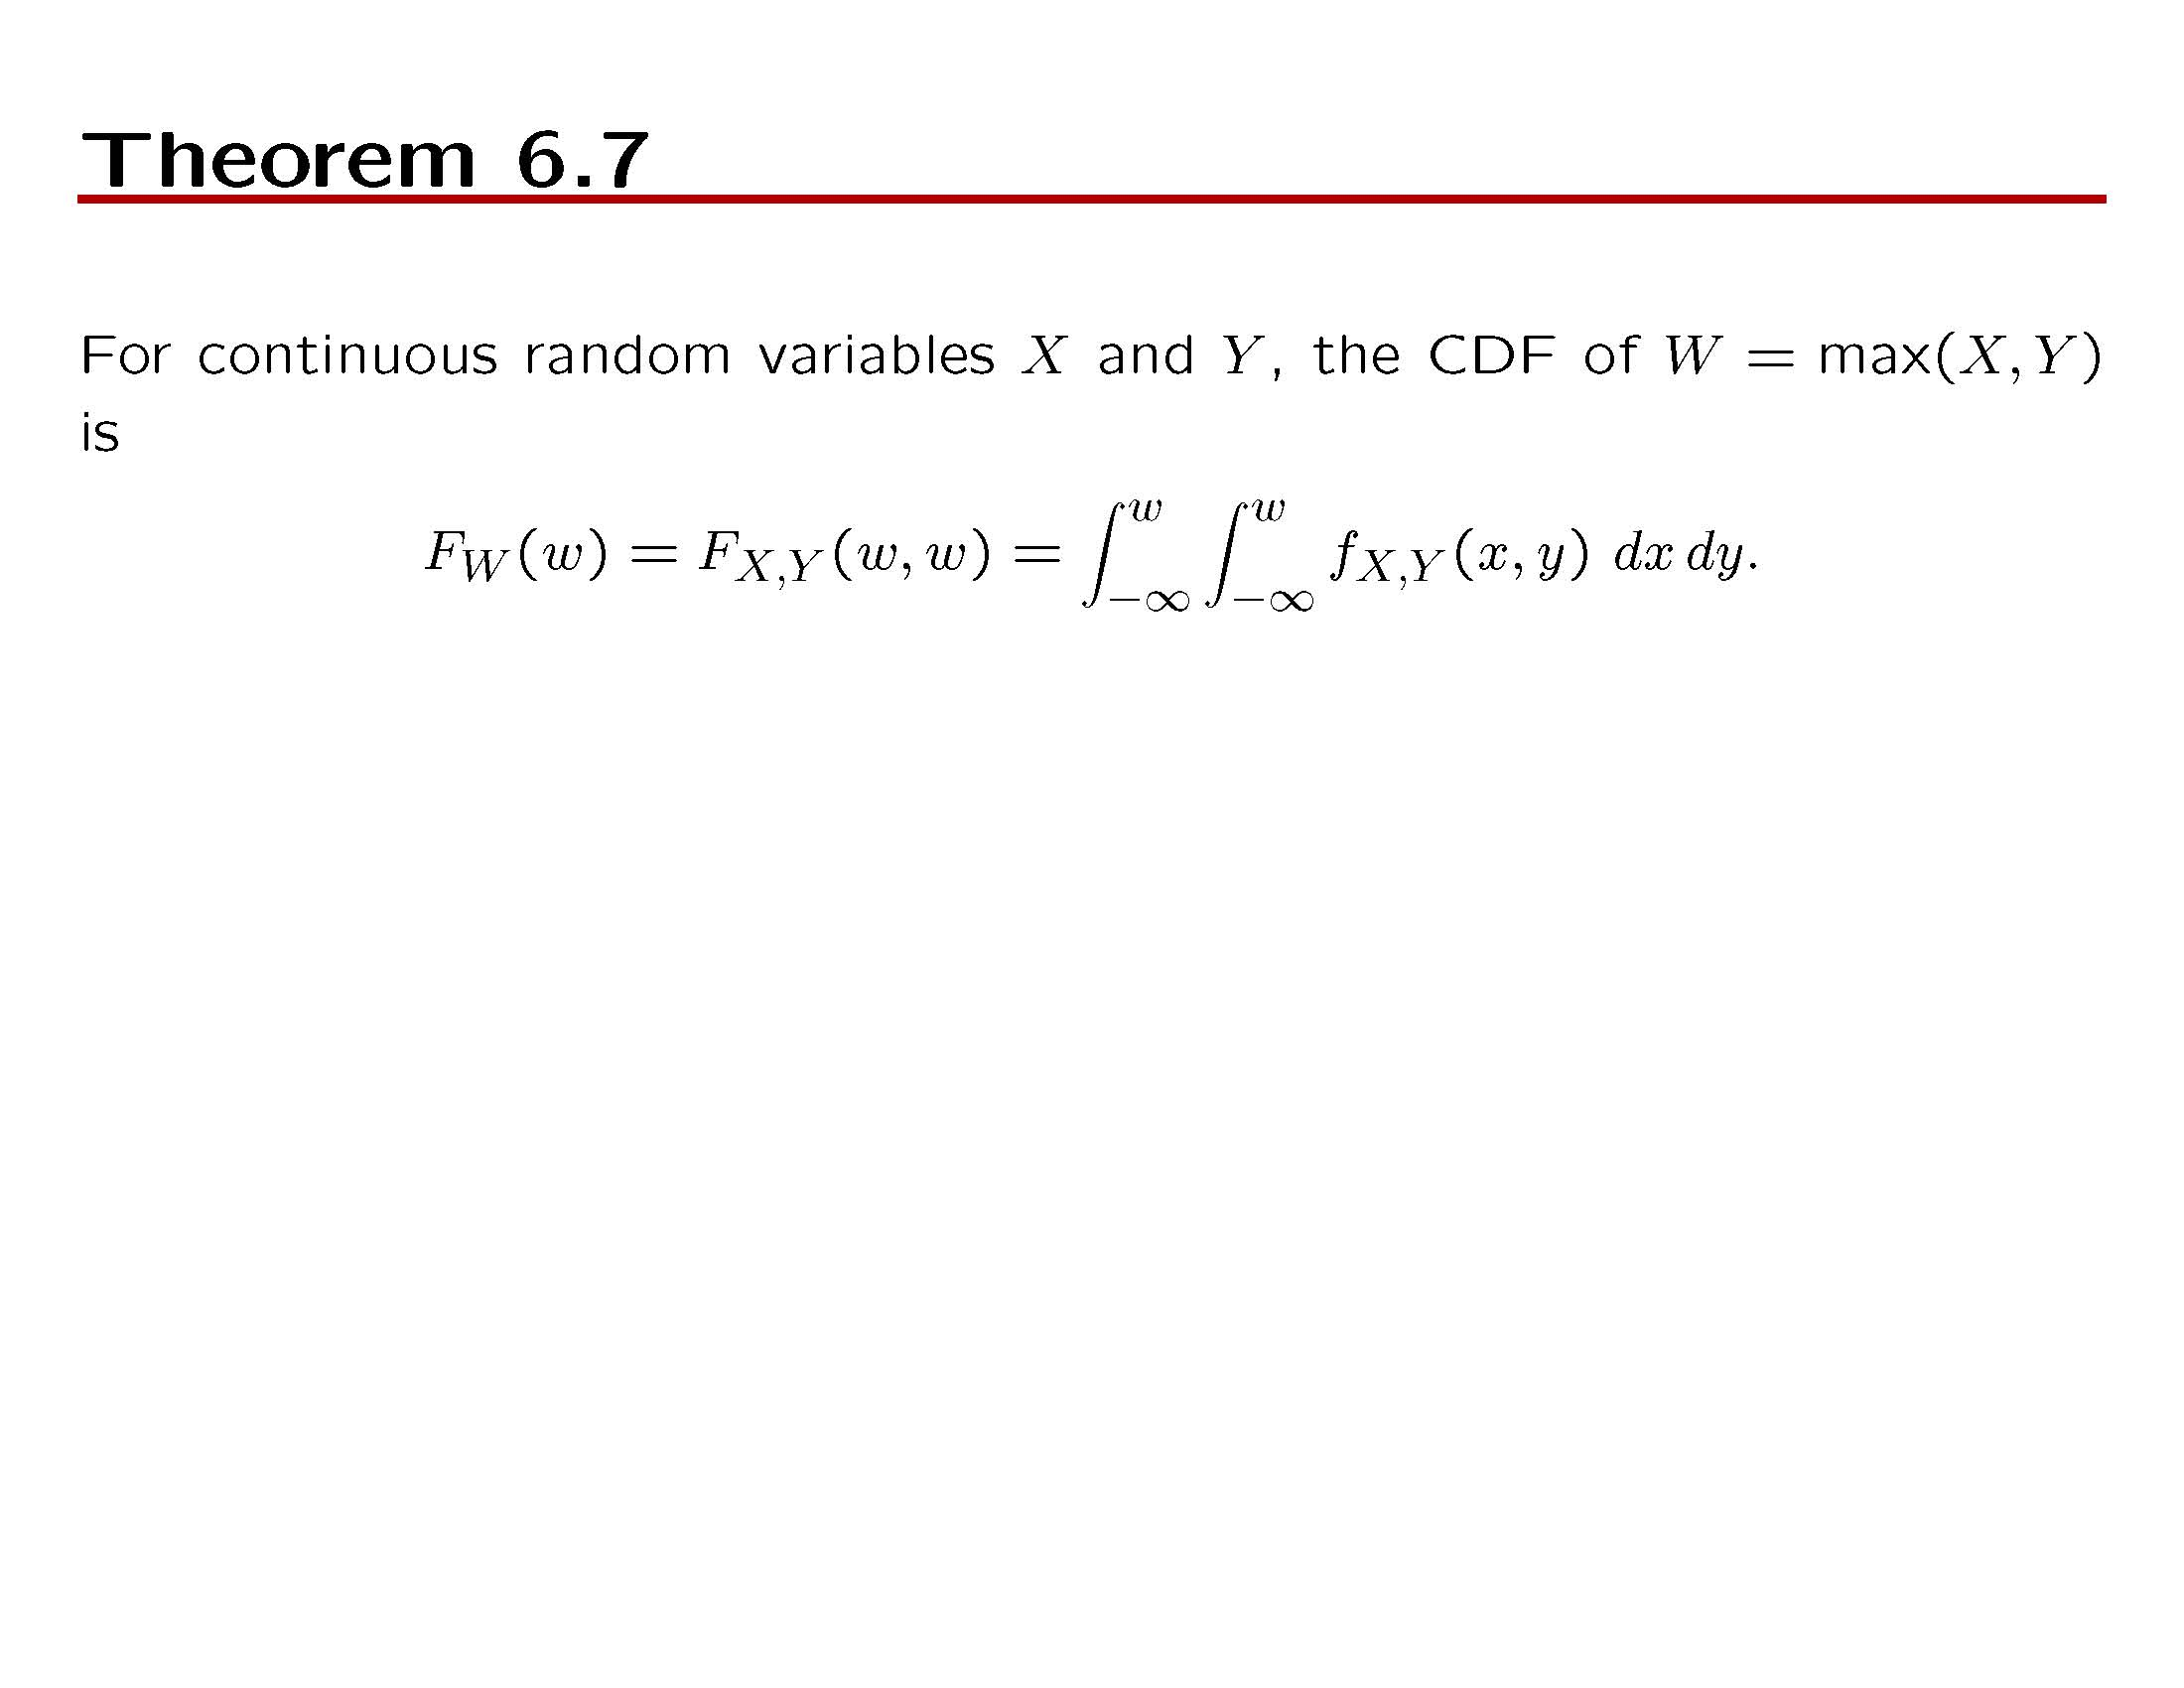 Theorem 6.7
For continuous random variables X and Y, the CDF of W = max(X, Y)
is
F_W(w) = F_{X,Y}(w, w) = ∫_{−∞}^{w} ∫_{−∞}^{w} f_{X,Y}(x, y) dx dy.